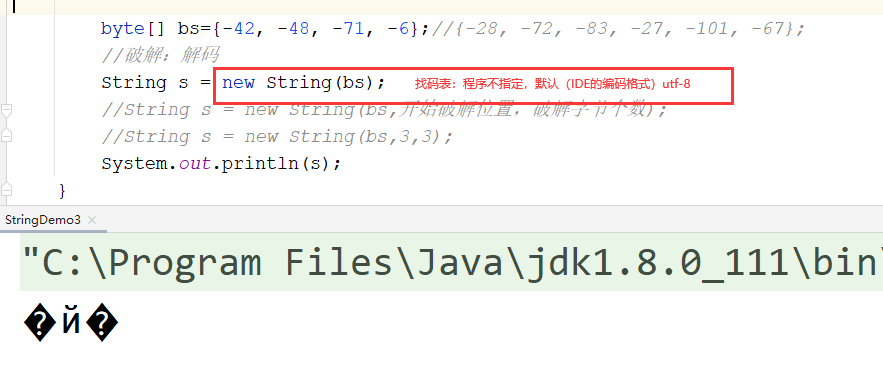 byte[] bs={-42, -48, -71, -6};//{-28, -72, -83, -27, -101, -67};
//破解：解码
String s = new String(bs); 找码表：程序不指定，默认（IDE的编码格式）utf-8
//String s = new String(bs,开始破解位置，破解字节个数);
//String s = new String(bs,3,3);
System.out.println(s);
}
StringDemo3 ×
"C:\Program Files\Java\jdk1.8.0_111\bin\
�й�